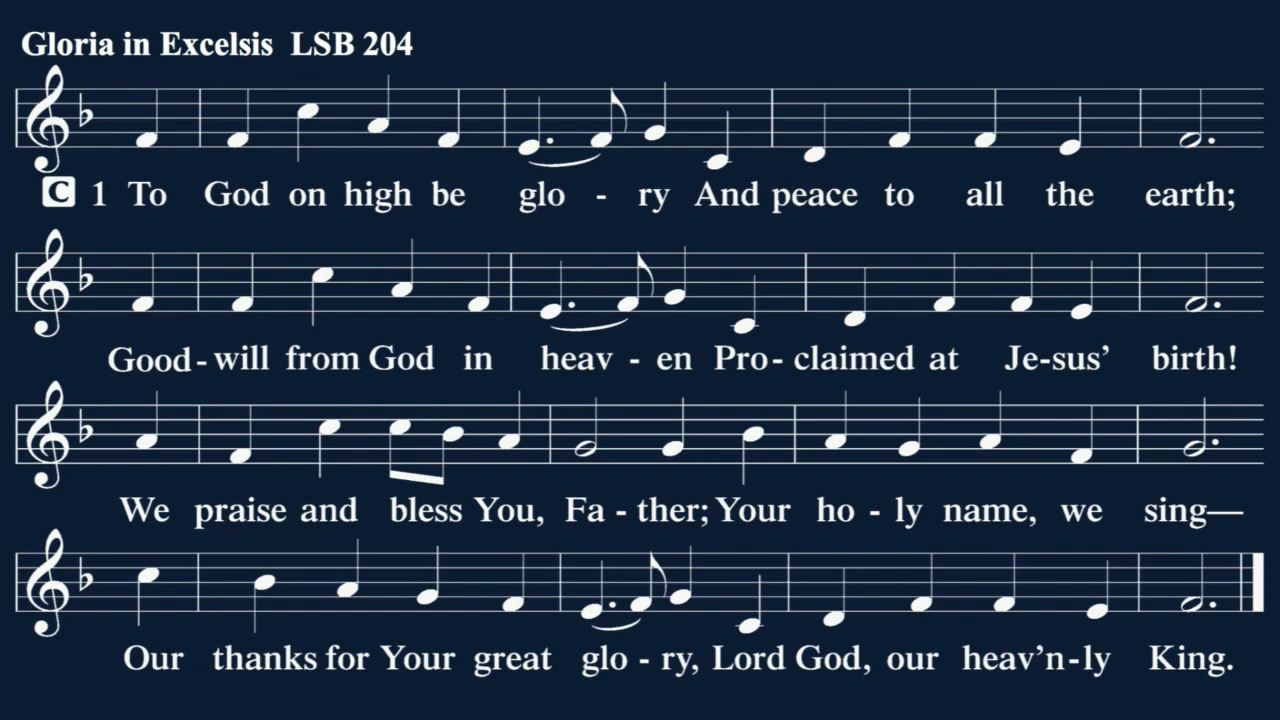 Gloria in Excelsis LSB 204
C 1 To God on high be glo - ry And peace to all the earth;
Good - will from God in heav - en Pro - claimed at Je-sus’ birth!
We praise and bless You, Fa - ther; Your ho - ly name, we sing—
Our thanks for Your great glo - ry, Lord God, our heav’n-ly King.